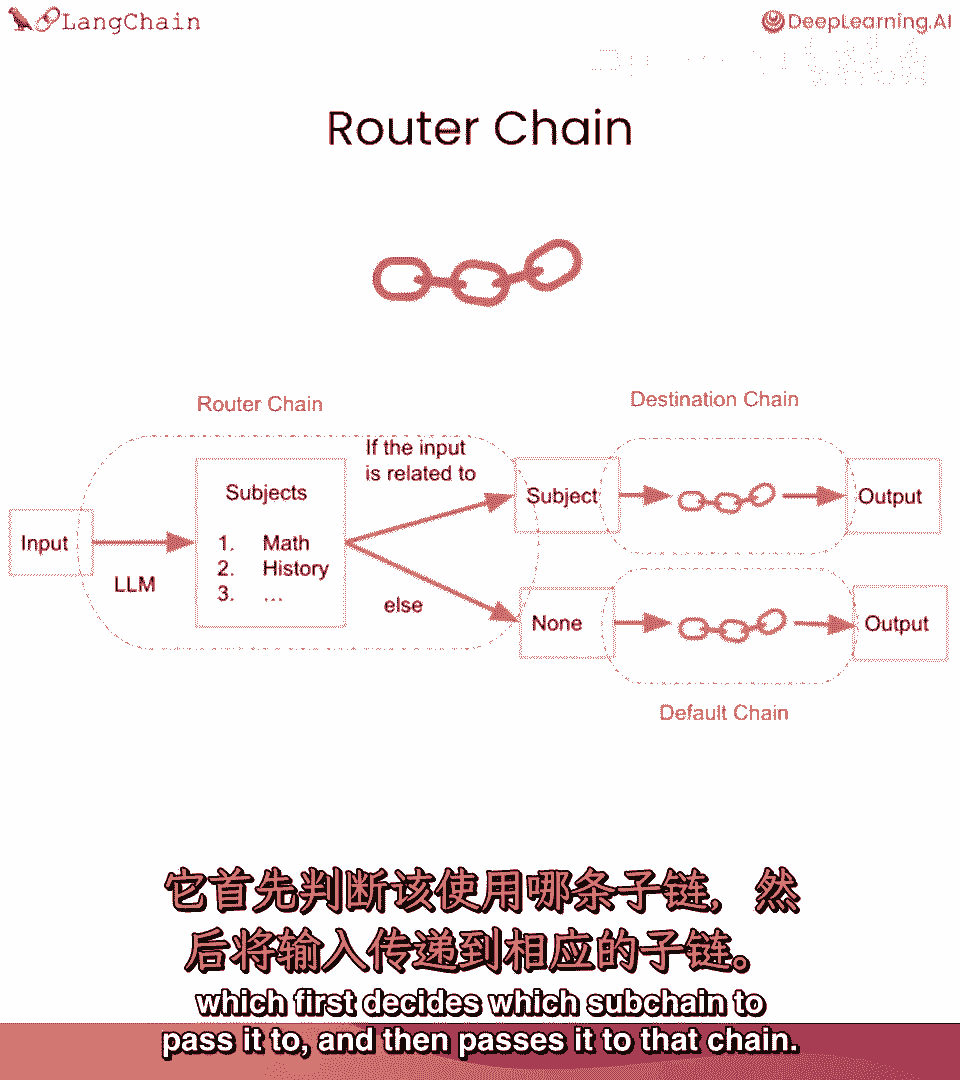 LangChain
DeepLearning.AI
Router Chain
Router Chain
Destination Chain
If the input
is related to
Subjects
1. Math
2. History
3. ...
Input
LLM
else
Subject
Output
None
Output
Default Chain
它首先判断该使用哪条子链，然
后将输入传递到相应的子链。
which first decides which subchain to
pass it to, and then passes it to that chain.